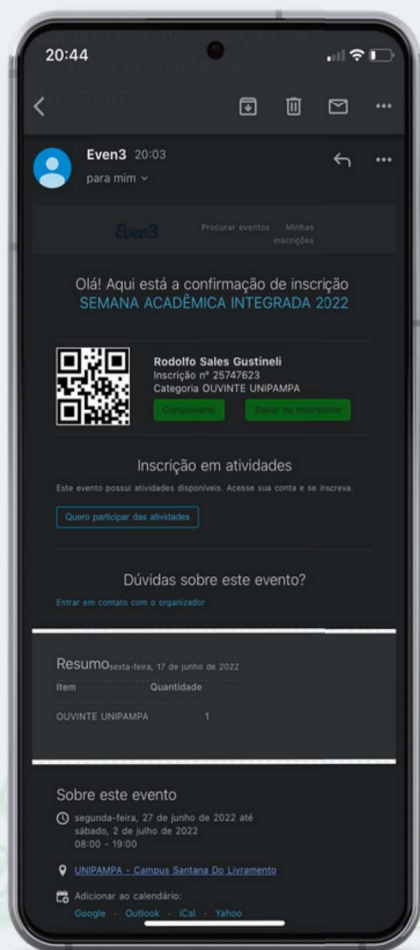 20:44
Even3 20:03
para mim
Even3
Procurar eventos Minhas
inscrições
Olá! Aqui está a confirmação de inscrição
SEMANA ACADÊMICA INTEGRADA 2022
Rodolfo Sales Gustineli
Inscrição nº 25747623
Categoria OUVINTE UNIPAMPA
Comprovante Salvar no smartphone
Inscrição em atividades
Este evento possui atividades disponíveis. Acesse sua conta e se inscreva.
Quero participar das atividades
Dúvidas sobre este evento?
Entrar em contato com o organizador
Resumo sexta-feira, 17 de junho de 2022
Item Quantidade
OUVINTE UNIPAMPA 1
Sobre este evento
segunda-feira, 27 de junho de 2022 até
sábado, 2 de julho de 2022
08:00 - 19:00
UNIPAMPA - Campus Santana Do Livramento
Adicionar ao calendário:
Google · Outlook · iCal · Yahoo